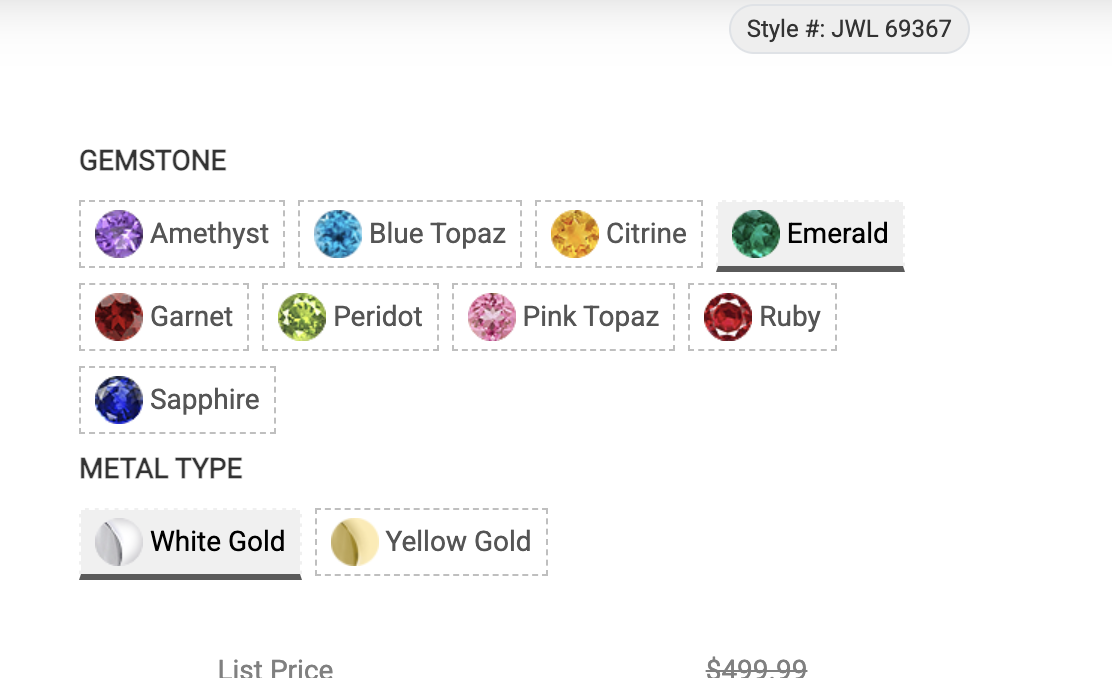 Style #: JWL 69367
GEMSTONE
Amethyst Blue Topaz Citrine Emerald
Garnet Peridot Pink Topaz Ruby
Sapphire
METAL TYPE
White Gold Yellow Gold
List Price $499.99